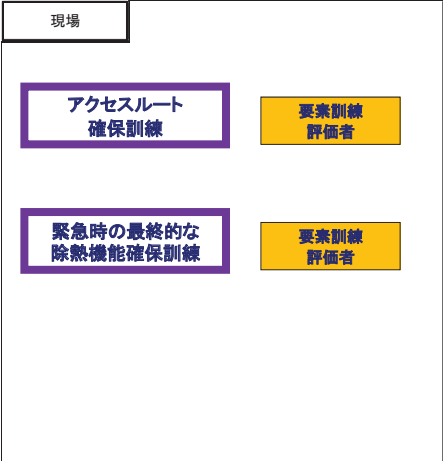 現場
アクセスルート
確保訓練
要素訓練
評価者
緊急時の最終的な
除熱機能確保訓練
要素訓練
評価者